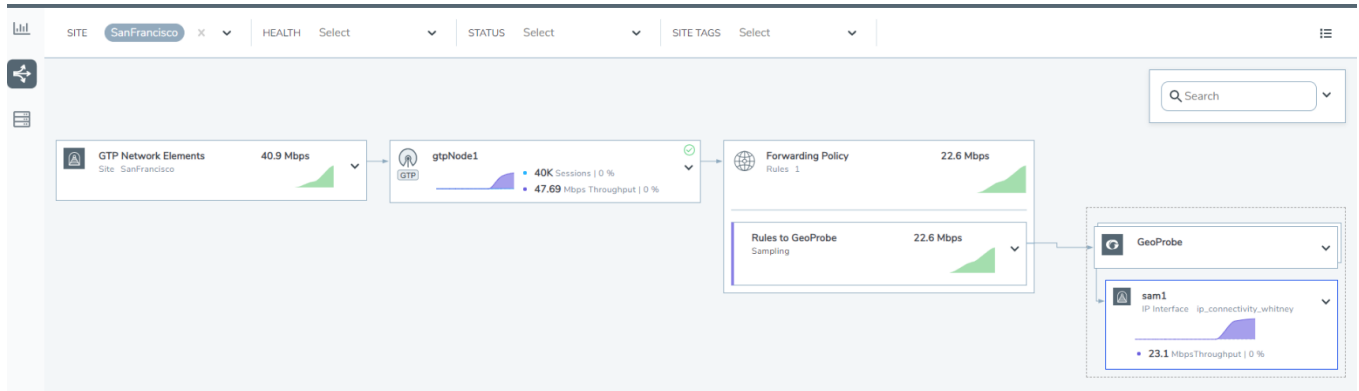 SITE SanFrancisco X HEALTH Select STATUS Select SITE TAGS Select
Search
GTP Network Elements 40.9 Mbps
Site SanFrancisco
gtpNode1
GTP
40K Sessions | 0 %
47.69 Mbps Throughput | 0 %
Forwarding Policy 22.6 Mbps
Rules 1
Rules to GeoProbe 22.6 Mbps
Sampling
GeoProbe
sam1
IP Interface ip_connectivity_whitney
23.1 MbpsThroughput | 0 %